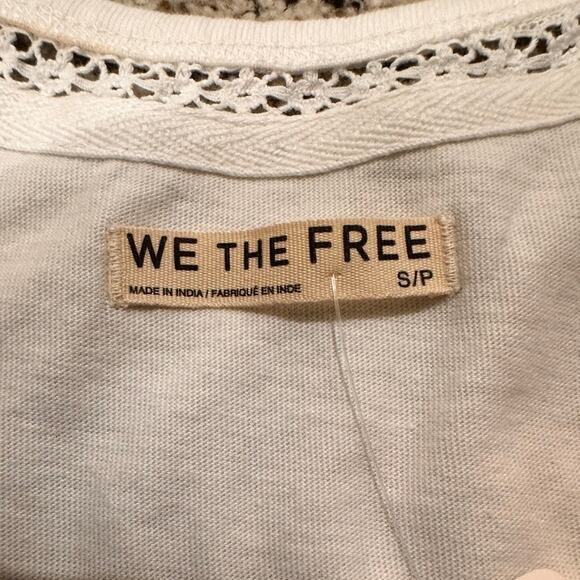 WE THE FREE
S/P
MADE IN INDIA / FABRIQUÉ EN INDE